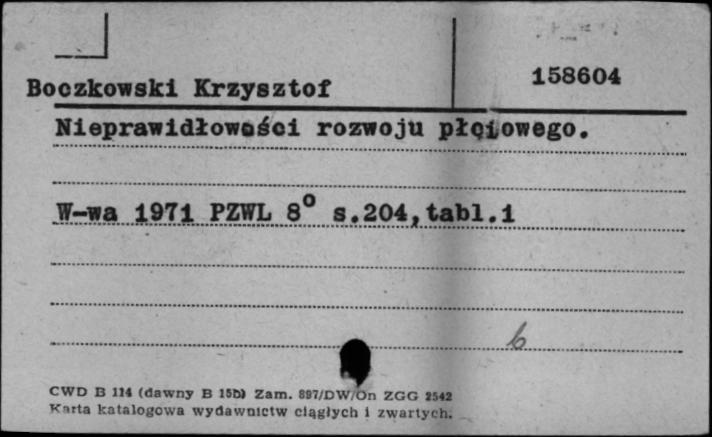 158604
Boczkowski Krzysztof
Nieprawidłowości rozwoju płciowego.
W-wa 1971 PZWL 8° s.204,tabl.1
b
CWD B 114 (dawny B 15b) Zam. 897/DW/On ZGG 2542
Karta katalogowa wydawnictw ciągłych i zwartych.